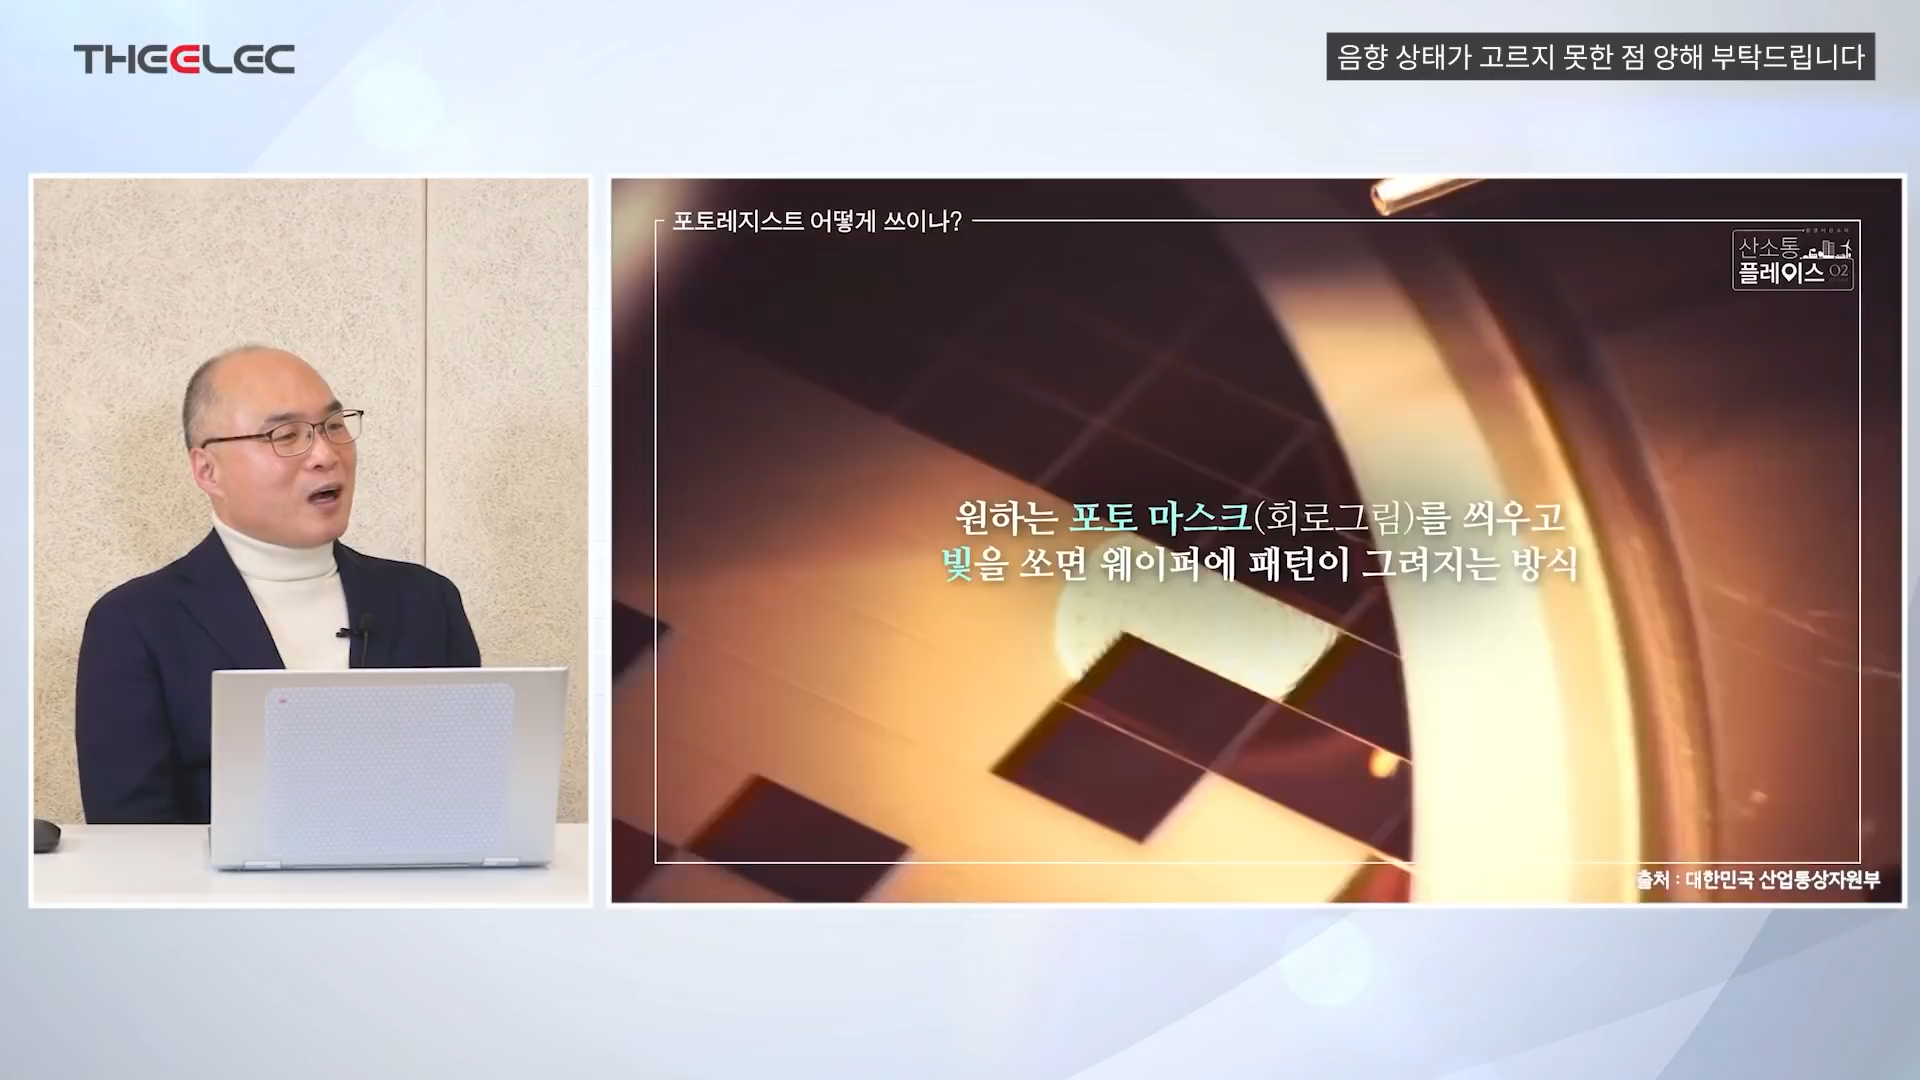 THEELEC
음향 상태가 고르지 못한 점 양해 부탁드립니다
포토레지스트 어떻게 쓰이나?
산소통
플레이스 O2
원하는 포토 마스크(회로그림)를 씌우고
빛을 쏘면 웨이퍼에 패턴이 그려지는 방식
출처 : 대한민국 산업통상자원부